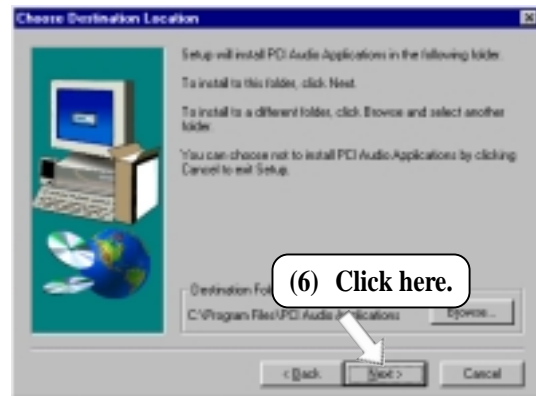 Choose Destination Location
Setup will install PCI Audio Applications in the following folder.
To install to this folder, click Next.
To install to a different folder, click Browse and select another
folder.
You can choose not to install PCI Audio Applications by clicking
Cancel to exit Setup.
(6) Click here.
Destination Fol
C:\Program Files\PCI Audio Applications
Browse...
< Back
Next >
Cancel